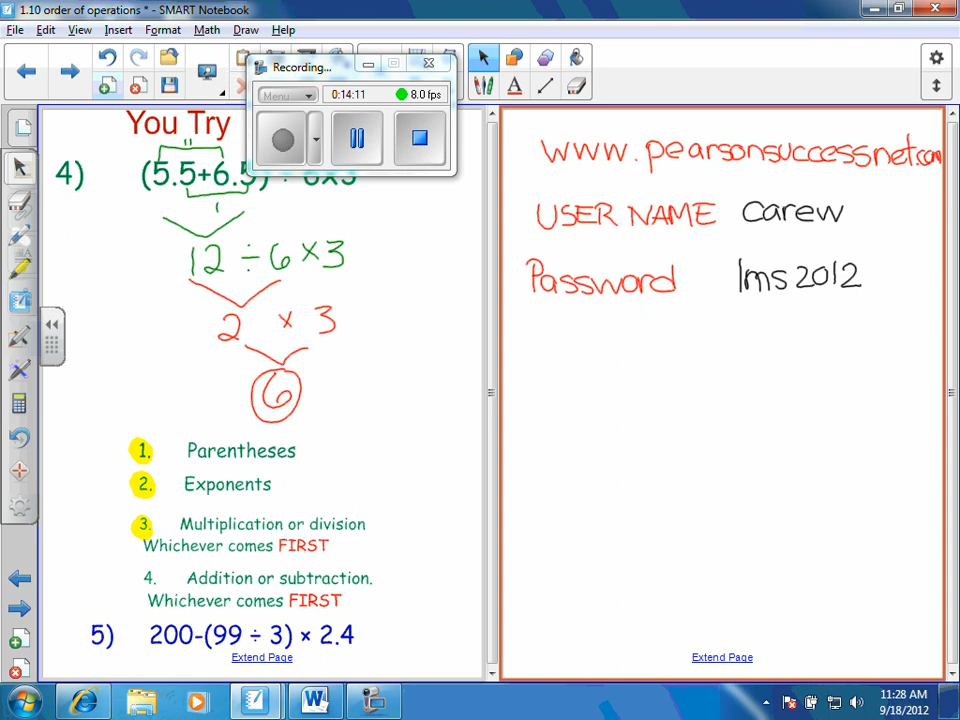 1.10 order of operations * - SMART Notebook
File Edit View Insert Format Math Draw Help
Recording...
Menu 0:14:11 8.0 fps
You Try
4) (5.5+6.5) ÷ 6x3
12 ÷ 6 x 3
2 x 3
6
1. Parentheses
2. Exponents
3. Multiplication or division
Whichever comes FIRST
4. Addition or subtraction.
Whichever comes FIRST
5) 200-(99 ÷ 3) × 2.4
Extend Page
www.pearsonsuccessnet.com
USER NAME carew
Password lms2012
Extend Page
11:28 AM
9/18/2012